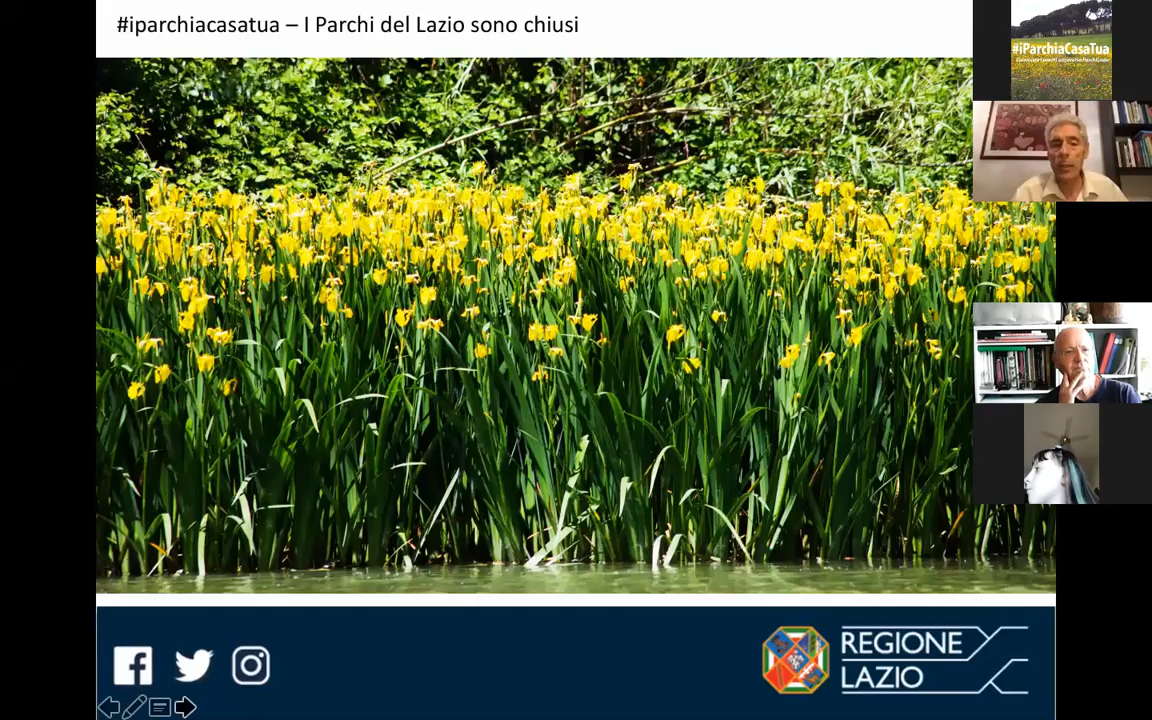 #iparchiacasatua – I Parchi del Lazio sono chiusi
#iParchiaCasaTua
REGIONE
LAZIO